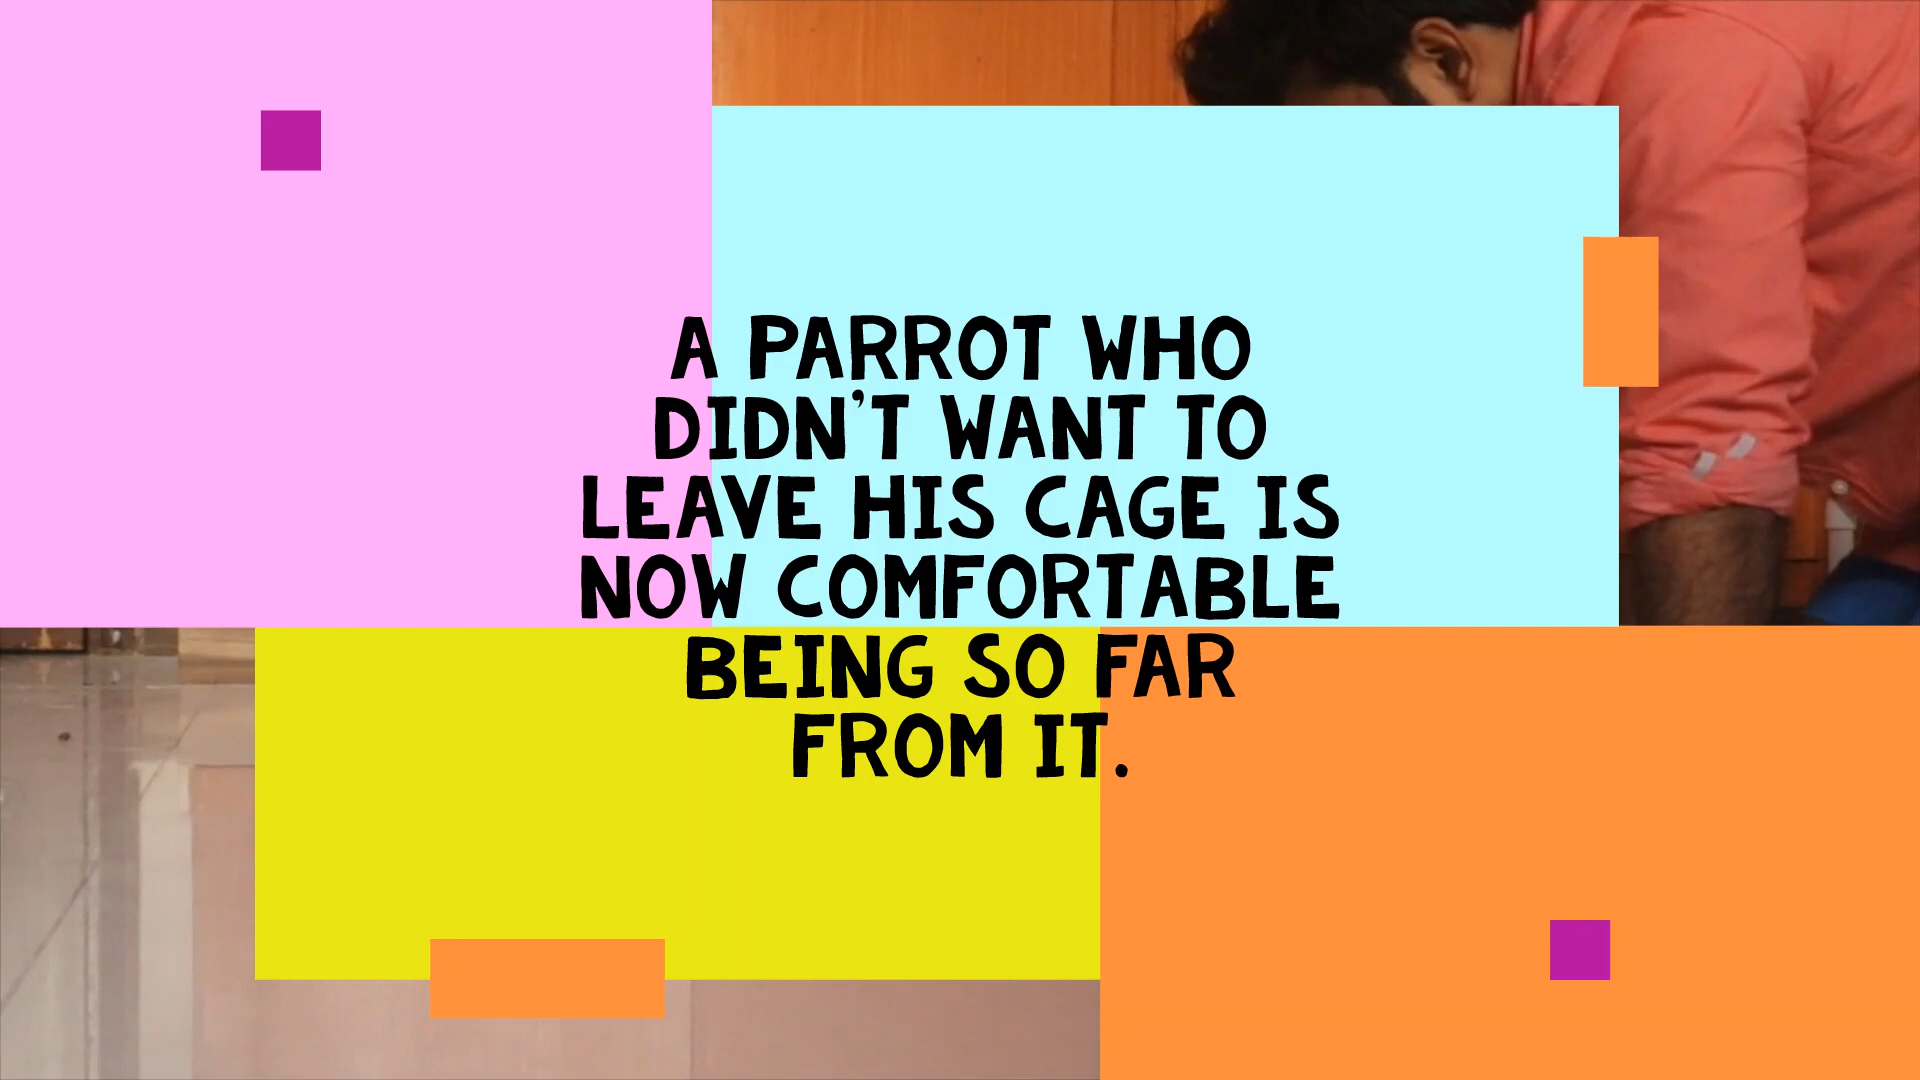 A PARROT WHO
DIDN'T WANT TO
LEAVE HIS CAGE IS
NOW COMFORTABLE
BEING SO FAR
FROM IT.